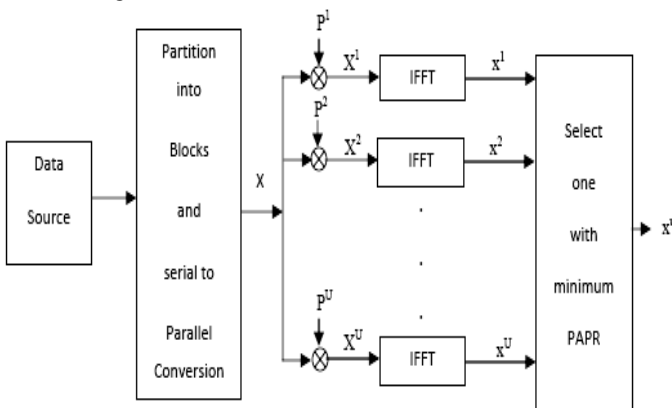 Data
Source
Partition
into
Blocks
and
serial to
Parallel
Conversion
X
P¹
X¹
IFFT
x¹
P²
X²
IFFT
x²
Pᵁ
Xᵁ
IFFT
xᵁ
Select
one
with
minimum
PAPR